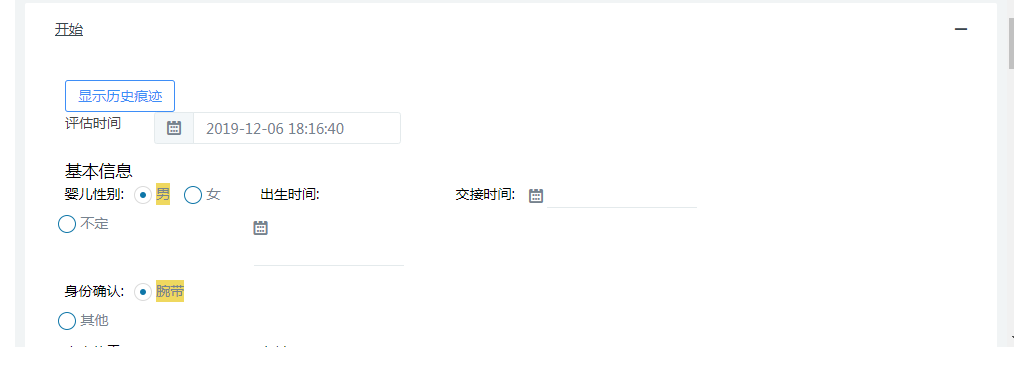 开始
显示历史痕迹
评估时间 2019-12-06 18:16:40
基本信息
婴儿性别: 男 女 出生时间: 交接时间:
不定
身份确认: 腕带
其他